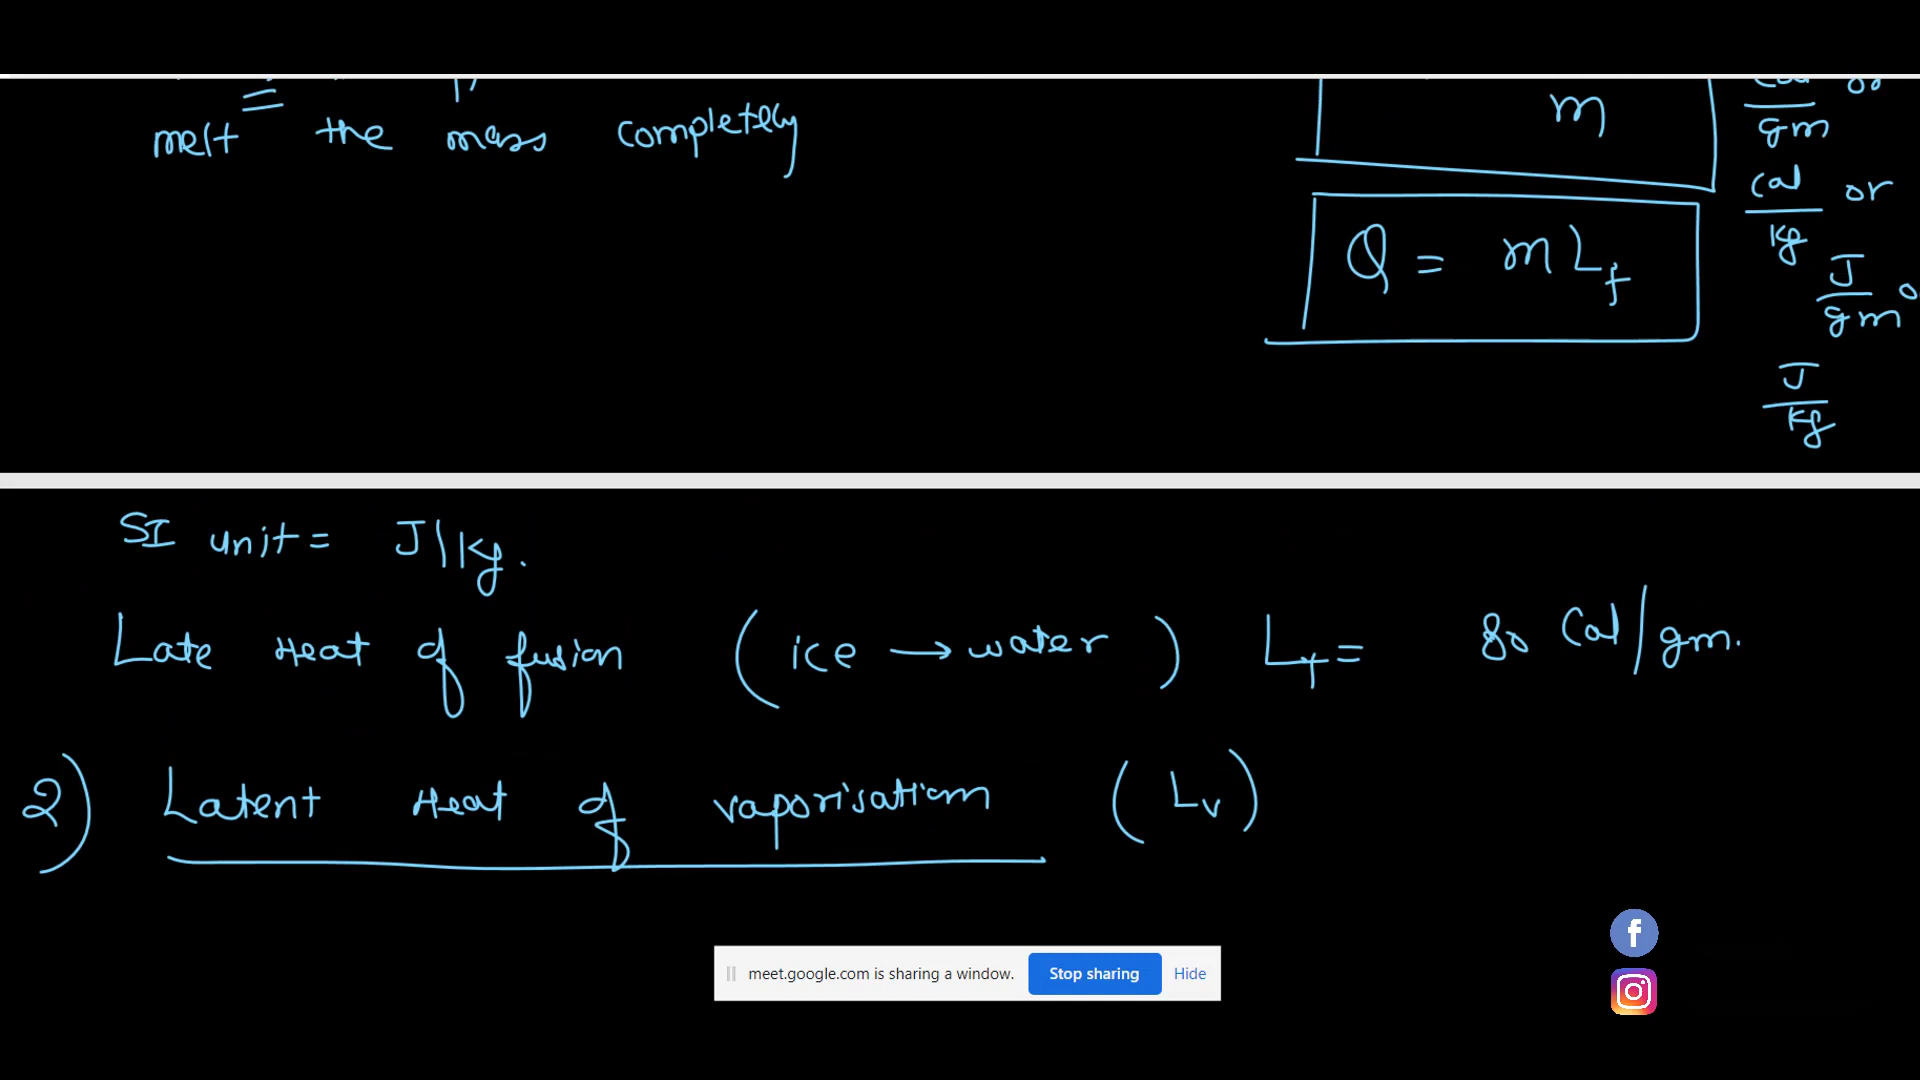 melt the mass completely
m
gm
Cal or
kg
Q = m Lf
J
gm
J
kg
SI unit = J\kg.
Late Heat of fusion (ice → water) Lf = 80 Cal/gm.
2) Latent Heat of vaporisation (Lv)
meet.google.com is sharing a window. Stop sharing Hide